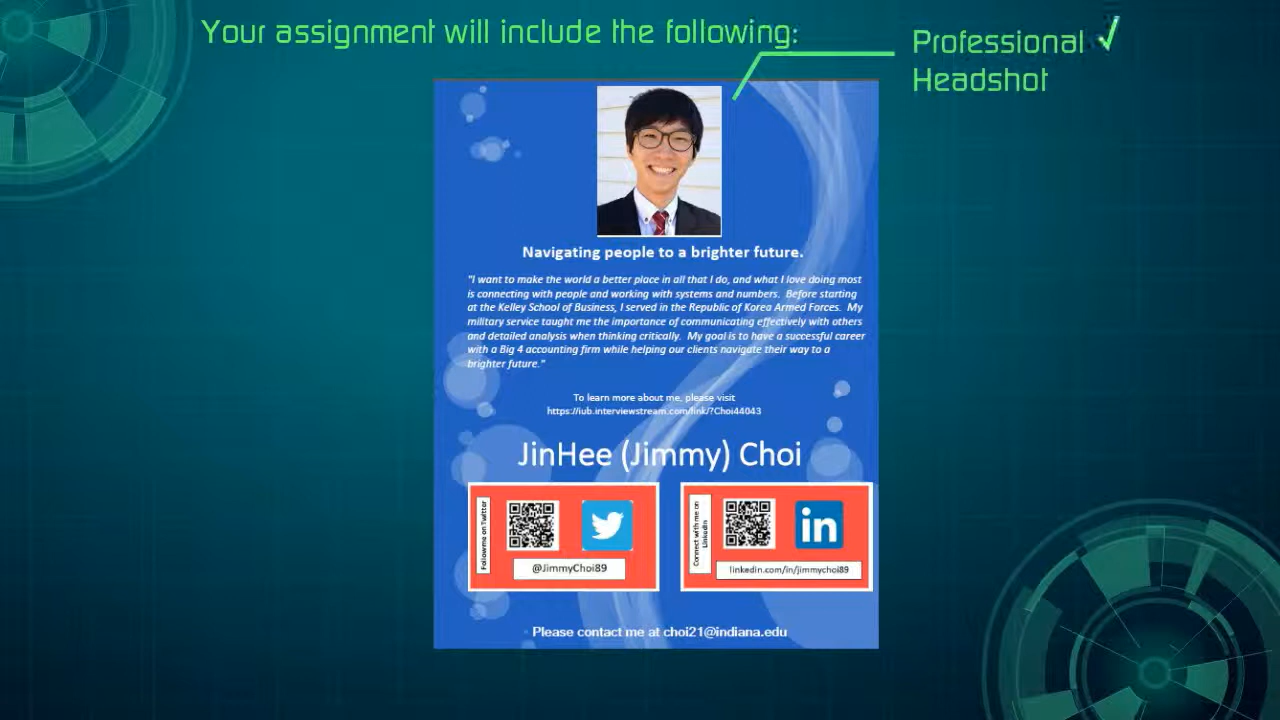 Your assignment will include the following:
Professional
Headshot
Navigating people to a brighter future.
"I want to make the world a better place in all that I do, and what I love doing most
is connecting with people and working with systems and numbers.  Before starting
at the Kelley School of Business, I served in the Republic of Korea Armed Forces.  My
military service taught me the importance of communicating effectively with others
and detailed analysis when thinking critically.  My goal is to have a successful career
with a Big 4 accounting firm while helping our clients navigate their way to a
brighter future."
To learn more about me, please visit
https://iub.interviewstream.com/link/?Choi44043
JinHee (Jimmy) Choi
Follow me on Twitter
@JimmyChoi89
Connect with me on
LinkedIn
in
linkedin.com/in/jimmychoi89
Please contact me at choi21@indiana.edu